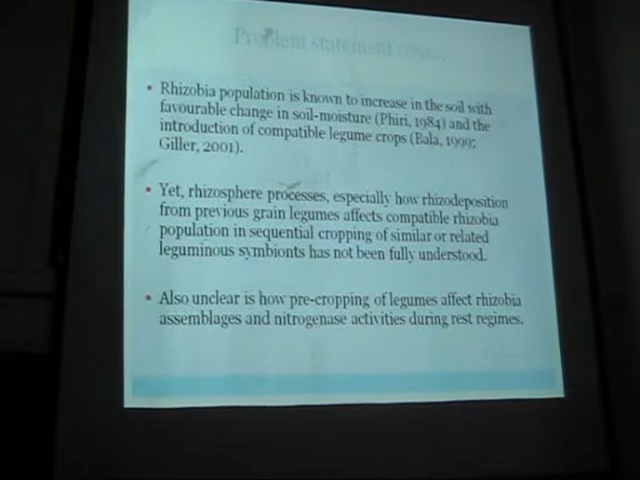 Problem statement cont...
• Rhizobia population is known to increase in the soil with
favourable change in soil-moisture (Phiri, 1984) and the
introduction of compatible legume crops (Bala, 1999;
Giller, 2001).
• Yet, rhizosphere processes, especially how rhizodeposition
from previous grain legumes affects compatible rhizobia
population in sequential cropping of similar or related
leguminous symbionts has not been fully understood.
• Also unclear is how pre-cropping of legumes affect rhizobia
assemblages and nitrogenase activities during rest regimes.